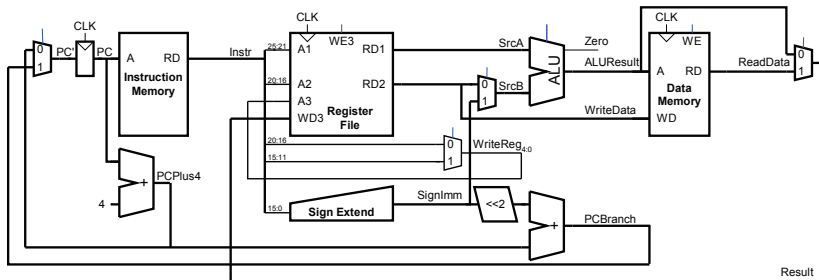 CLK
CLK
CLK
0
1
PC'
PC
A
RD
Instruction
Memory
Instr
25:21
20:16
A1
A2
A3
WD3
WE3
RD1
RD2
Register
File
SrcA
0
1
SrcB
ALU
Zero
ALUResult
WriteData
WE
A
RD
Data
Memory
WD
ReadData
0
1
20:16
15:11
0
1
WriteReg4:0
+
4
PCPlus4
15:0
Sign Extend
SignImm
<<2
+
PCBranch
Result